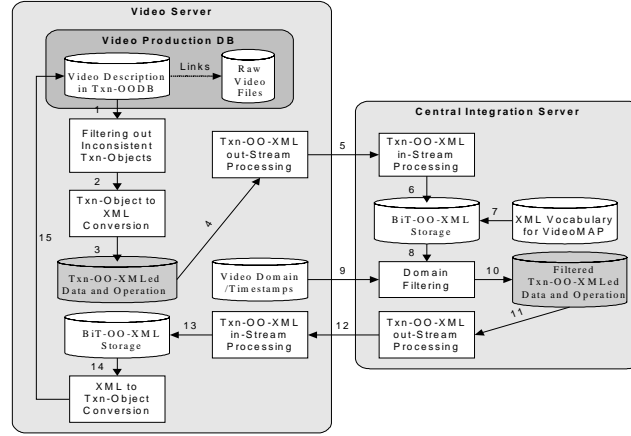 Video Server
Video Production DB
Video Description
in Txn-OODB
Links
Raw
Video
Files
1
Filtering out
Inconsistent
Txn-Objects
2
Txn-Object to
XML
Conversion
3
Txn-OO-XMLed
Data and Operation
4
Txn-OO-XML
out-Stream
Processing
5
Central Integration Server
Txn-OO-XML
in-Stream
Processing
6
BiT-OO-XML
Storage
7
XML Vocabulary
for VideoMAP
8
Video Domain
/Timestamps
9
Domain
Filtering
10
Filtered
Txn-OO-XMLed
Data and Operation
11
Txn-OO-XML
out-Stream
Processing
12
Txn-OO-XML
in-Stream
Processing
13
BiT-OO-XML
Storage
14
XML to
Txn-Object
Conversion
15